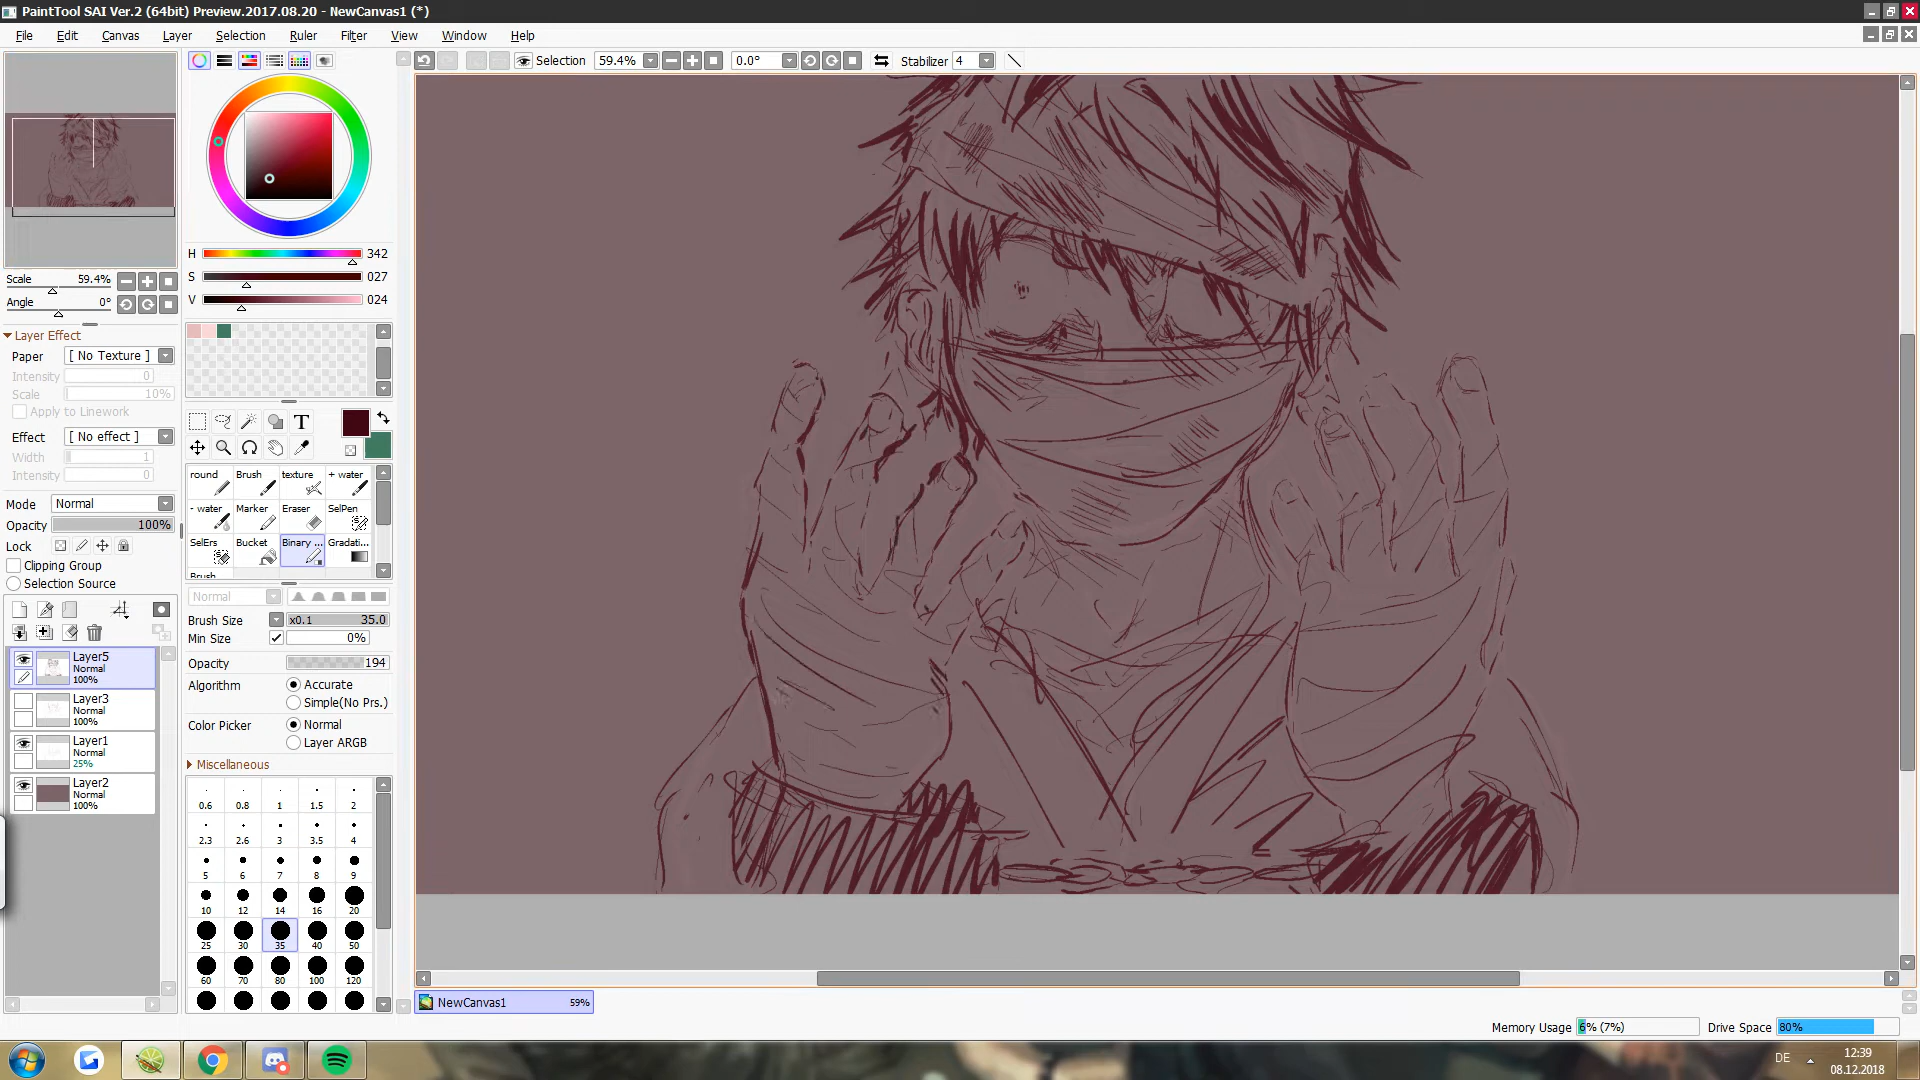 PaintTool SAI Ver.2 (64bit) Preview.2017.08.20 - NewCanvas1 (*)
File Edit Canvas Layer Selection Ruler Filter View Window Help
Selection 59.4% 0.0° Stabilizer 4
Scale 59.4%
Angle 0°
Layer Effect
Paper [ No Texture ]
Intensity 0
Scale 10%
Apply to Linework
Effect [ No effect ]
Width 1
Intensity 0
Mode Normal
Opacity 100%
Lock
Clipping Group
Selection Source
Layer5
Normal
100%
Layer3
Normal
100%
Layer1
Normal
25%
Layer2
Normal
100%
H 342
S 027
V 024
T
round Brush texture + water
- water Marker Eraser SelPen
SelErs Bucket Binary ... Gradati...
Brush
Normal
Brush Size x0.1 35.0
Min Size 0%
Opacity 194
Algorithm Accurate
Simple(No Prs.)
Color Picker Normal
Layer ARGB
Miscellaneous
0.6 0.8 1 1.5 2
2.3 2.6 3 3.5 4
5 6 7 8 9
10 12 14 16 20
25 30 35 40 50
60 70 80 100 120
NewCanvas1 59%
Memory Usage 6% (7%) Drive Space 80%
DE 12:39
08.12.2018